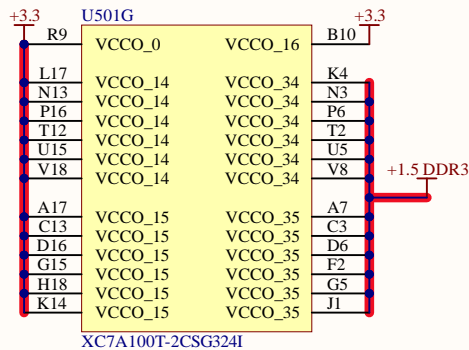 +3.3 U501G +3.3
R9 VCCO_0 VCCO_16 B10
L17 VCCO_14 VCCO_34 K4
N13 VCCO_14 VCCO_34 N3
P16 VCCO_14 VCCO_34 P6
T12 VCCO_14 VCCO_34 T2
U15 VCCO_14 VCCO_34 U5
V18 VCCO_14 VCCO_34 V8
+1.5 DDR3
A17 VCCO_15 VCCO_35 A7
C13 VCCO_15 VCCO_35 C3
D16 VCCO_15 VCCO_35 D6
G15 VCCO_15 VCCO_35 F2
H18 VCCO_15 VCCO_35 G5
K14 VCCO_15 VCCO_35 J1
XC7A100T-2CSG324I